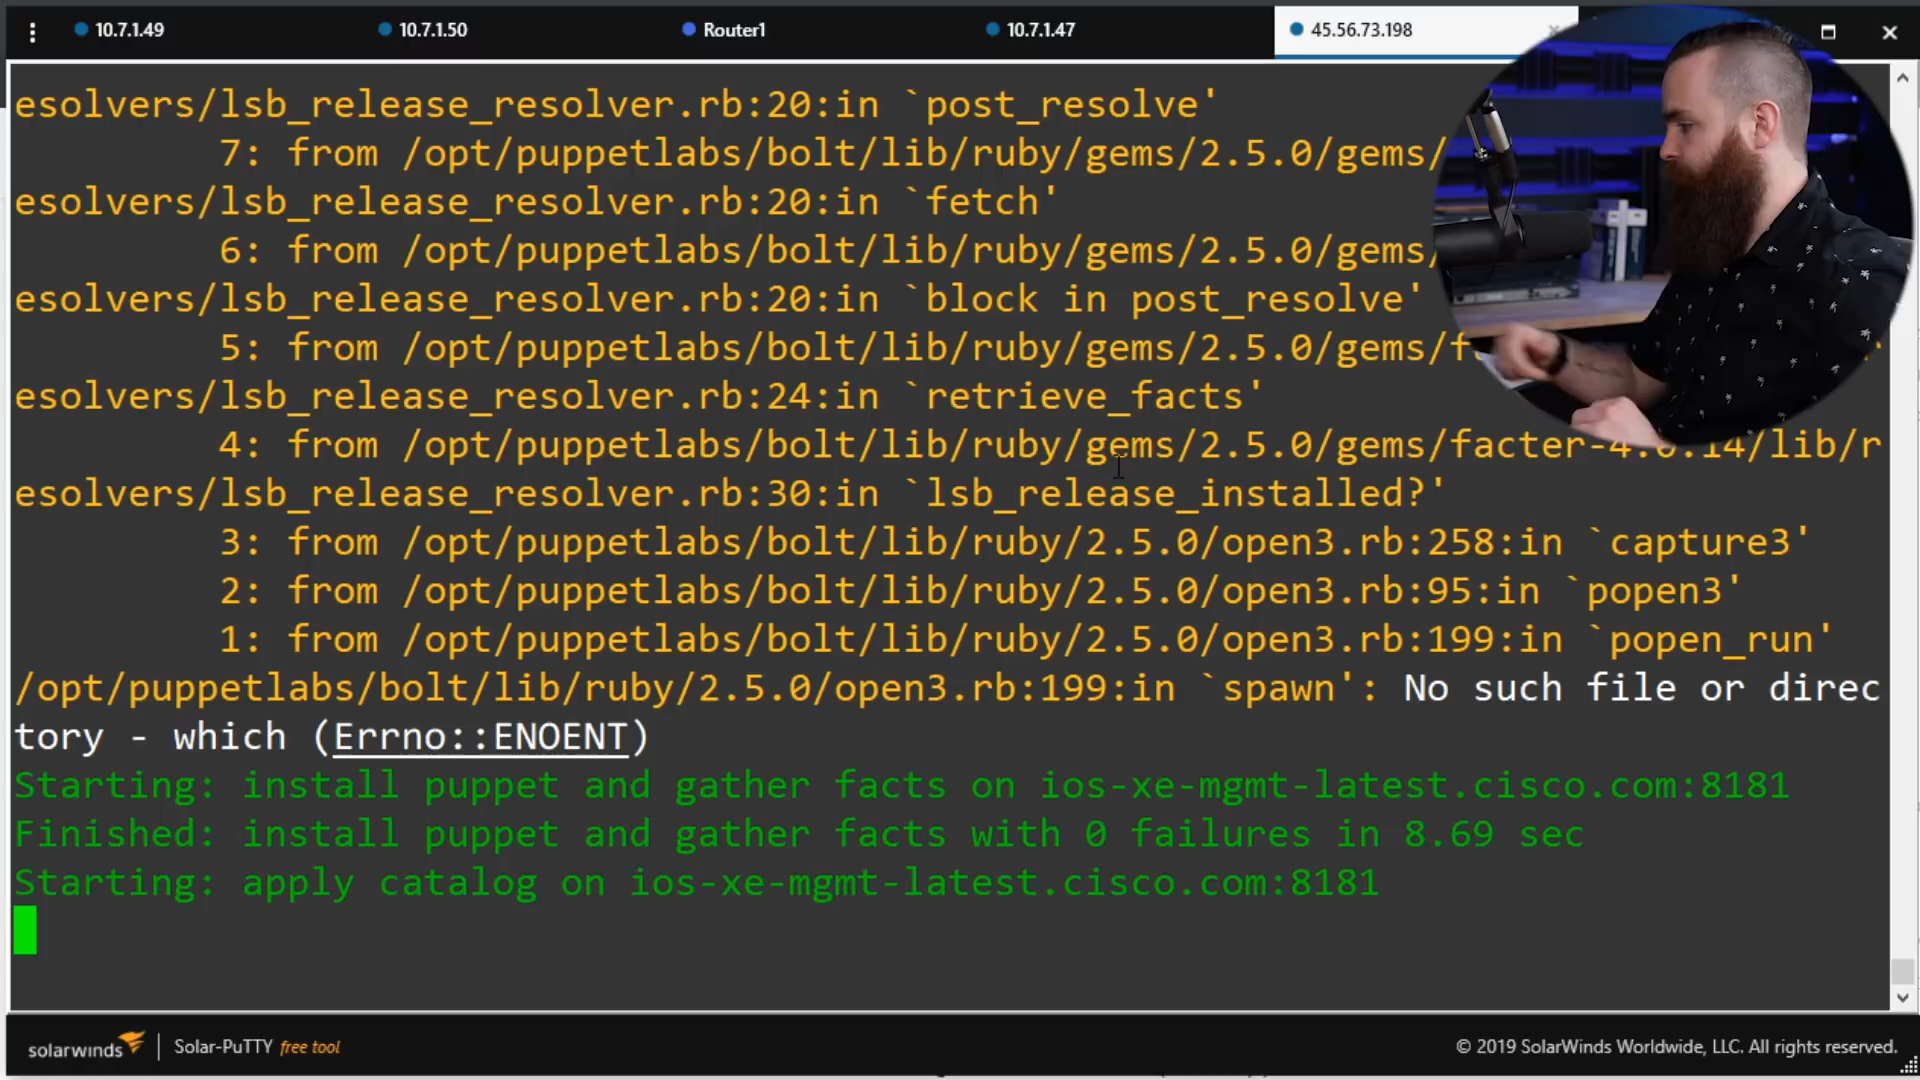 10.7.1.49 10.7.1.50 Router1 10.7.1.47 45.56.73.198
esolvers/lsb_release_resolver.rb:20:in `post_resolve'
7: from /opt/puppetlabs/bolt/lib/ruby/gems/2.5.0/gems/
esolvers/lsb_release_resolver.rb:20:in `fetch'
6: from /opt/puppetlabs/bolt/lib/ruby/gems/2.5.0/gems/
esolvers/lsb_release_resolver.rb:20:in `block in post_resolve'
5: from /opt/puppetlabs/bolt/lib/ruby/gems/2.5.0/gems/
esolvers/lsb_release_resolver.rb:24:in `retrieve_facts'
4: from /opt/puppetlabs/bolt/lib/ruby/gems/2.5.0/gems/facter-4.0.14/lib/r
esolvers/lsb_release_resolver.rb:30:in `lsb_release_installed?'
3: from /opt/puppetlabs/bolt/lib/ruby/2.5.0/open3.rb:258:in `capture3'
2: from /opt/puppetlabs/bolt/lib/ruby/2.5.0/open3.rb:95:in `popen3'
1: from /opt/puppetlabs/bolt/lib/ruby/2.5.0/open3.rb:199:in `popen_run'
/opt/puppetlabs/bolt/lib/ruby/2.5.0/open3.rb:199:in `spawn': No such file or direc
tory - which (Errno::ENOENT)
Starting: install puppet and gather facts on ios-xe-mgmt-latest.cisco.com:8181
Finished: install puppet and gather facts with 0 failures in 8.69 sec
Starting: apply catalog on ios-xe-mgmt-latest.cisco.com:8181
solarwinds | Solar-PuTTY free tool © 2019 SolarWinds Worldwide, LLC. All rights reserved.